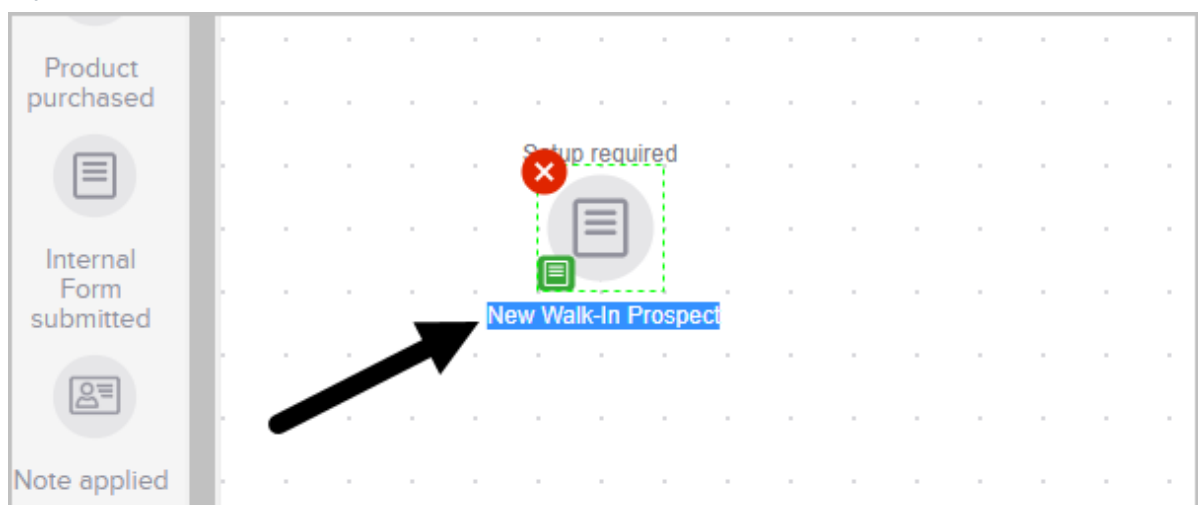 Product
purchased
Internal
Form
submitted
Note applied
Setup required
New Walk-In Prospect